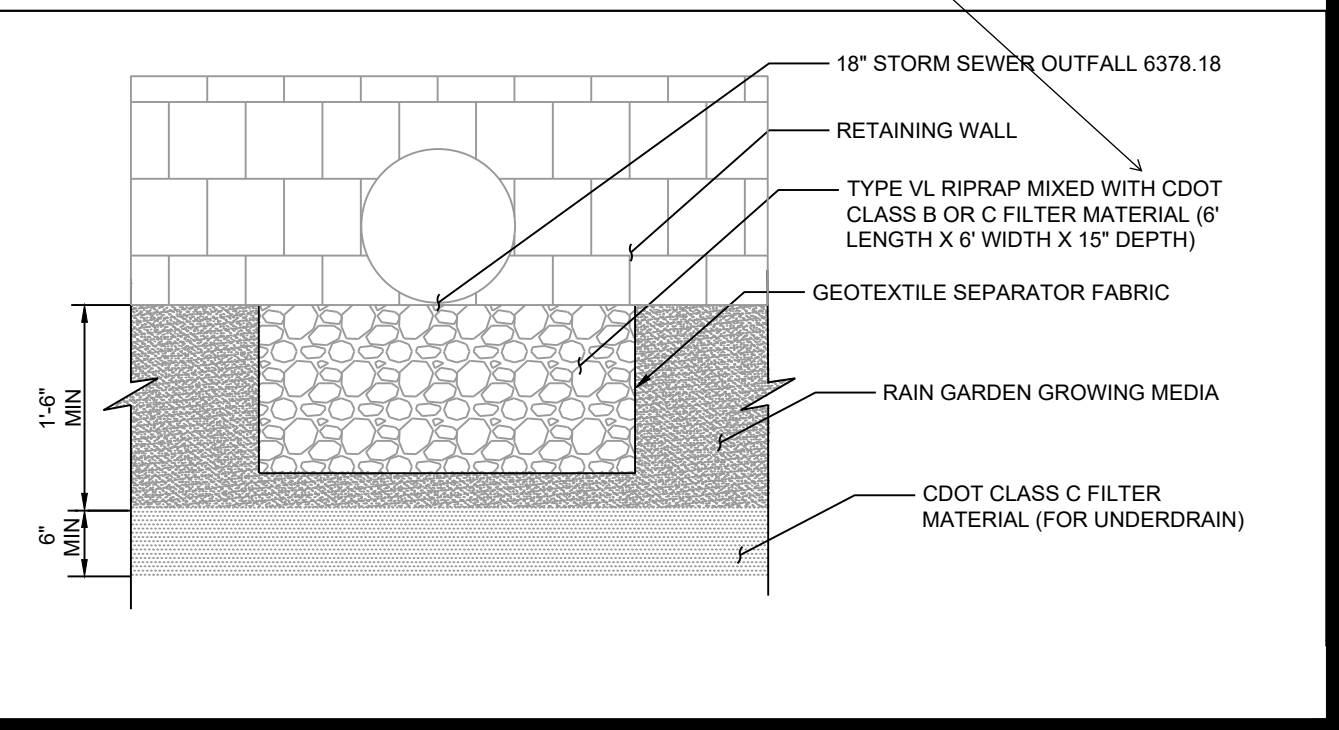 18" STORM SEWER OUTFALL 6378.18
RETAINING WALL
TYPE VL RIPRAP MIXED WITH CDOT
CLASS B OR C FILTER MATERIAL (6'
LENGTH X 6' WIDTH X 15" DEPTH)
GEOTEXTILE SEPARATOR FABRIC
1'-6"
MIN
RAIN GARDEN GROWING MEDIA
6"
MIN
CDOT CLASS C FILTER
MATERIAL (FOR UNDERDRAIN)